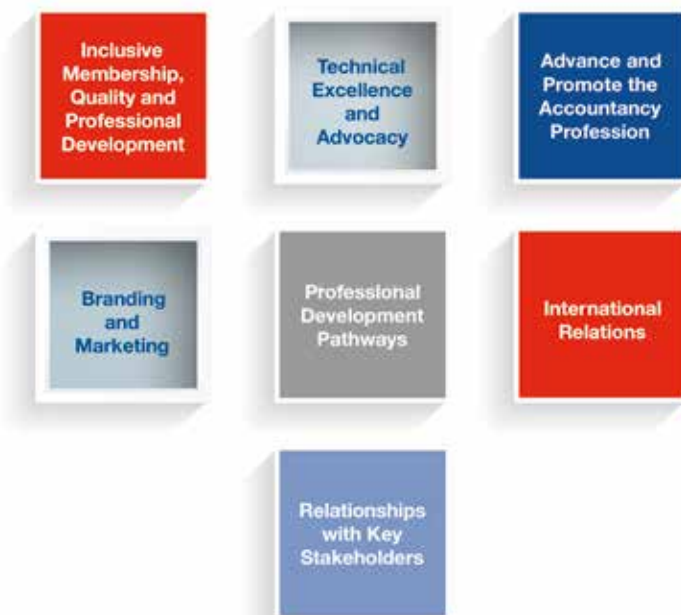 Inclusive
Membership,
Quality and
Professional
Development
Technical
Excellence
and
Advocacy
Advance and
Promote the
Accountancy
Profession
Branding
and
Marketing
Professional
Development
Pathways
International
Relations
Relationships
with Key
Stakeholders